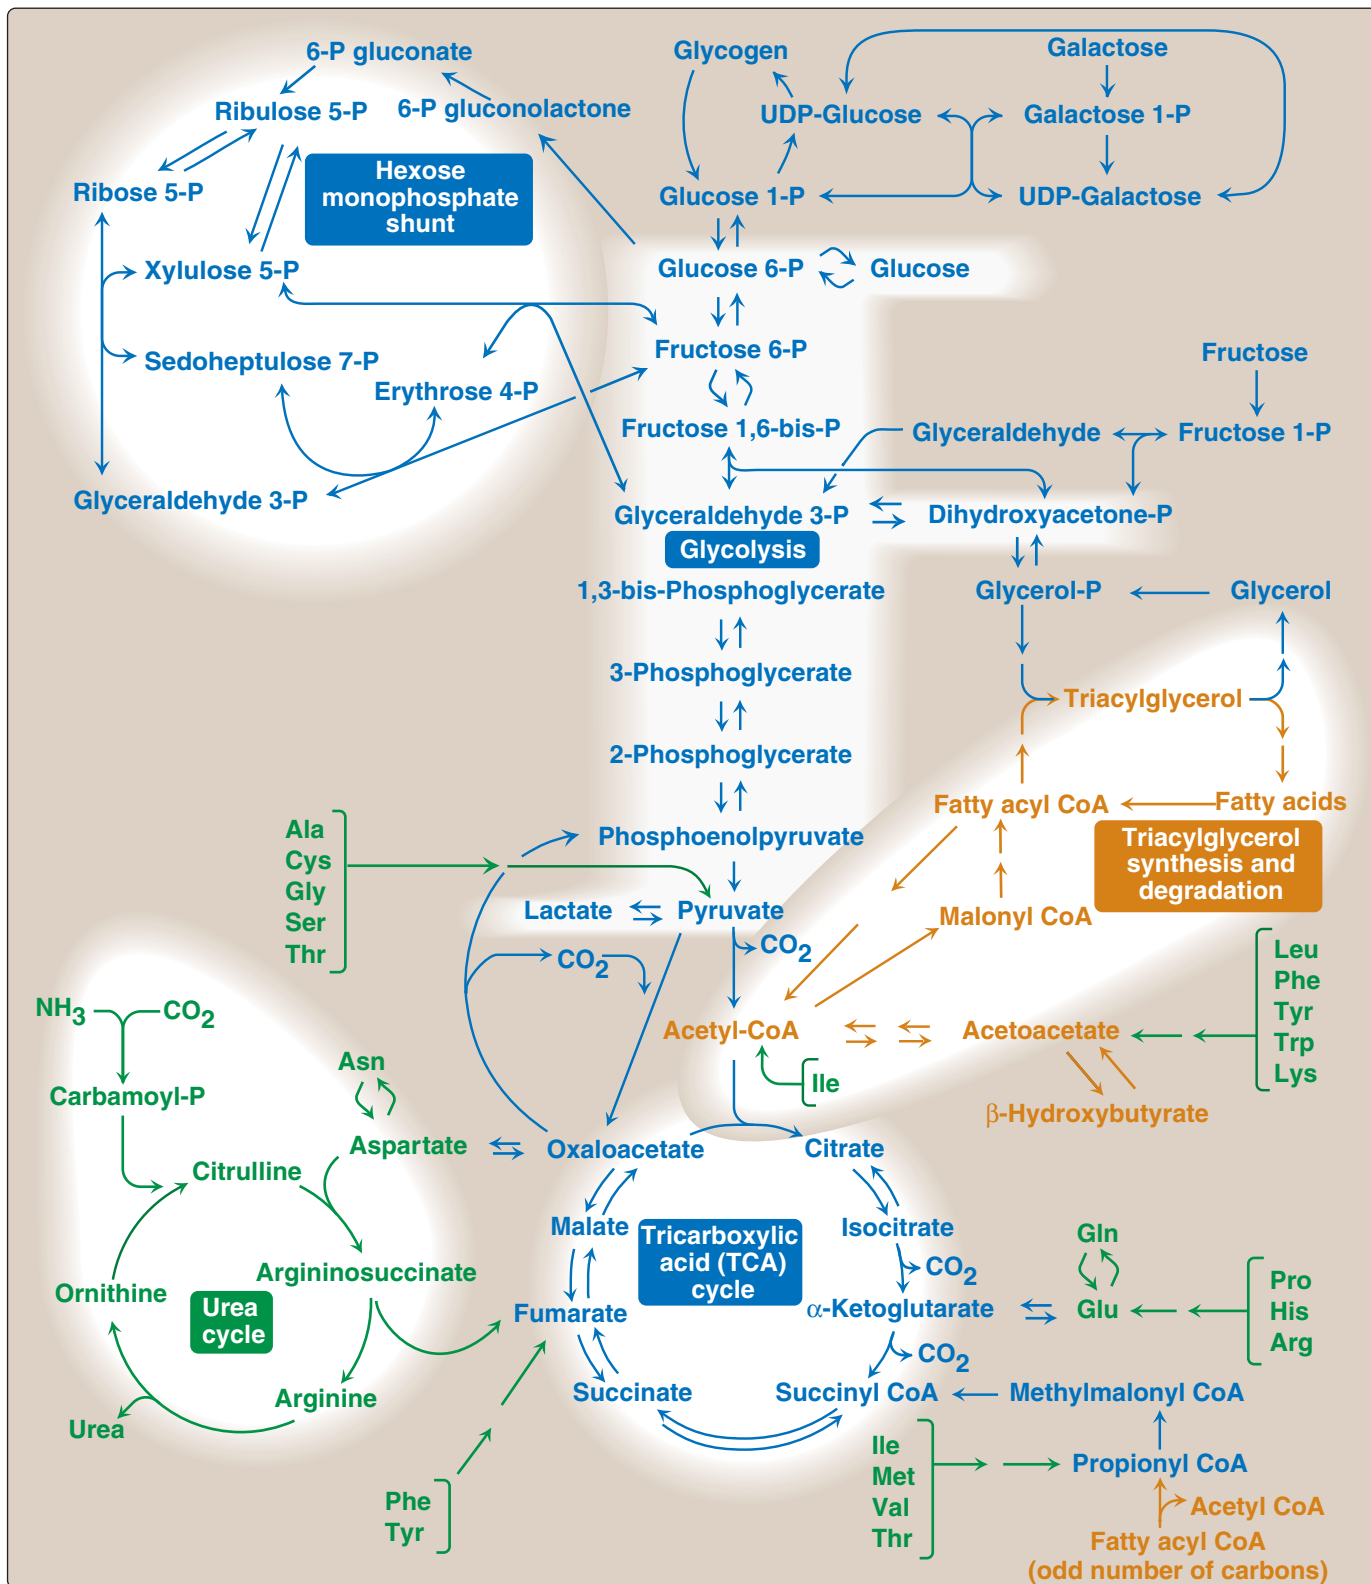 6-P gluconate
Glycogen
Galactose
Ribulose 5-P
6-P gluconolactone
UDP-Glucose
Galactose 1-P
Hexose
monophosphate
shunt
Ribose 5-P
Glucose 1-P
UDP-Galactose
Xylulose 5-P
Glucose 6-P
Glucose
Sedoheptulose 7-P
Fructose 6-P
Fructose
Erythrose 4-P
Fructose 1,6-bis-P
Glyceraldehyde
Fructose 1-P
Glyceraldehyde 3-P
Glyceraldehyde 3-P
Dihydroxyacetone-P
Glycolysis
1,3-bis-Phosphoglycerate
Glycerol-P
Glycerol
3-Phosphoglycerate
Triacylglycerol
2-Phosphoglycerate
Fatty acyl CoA
Fatty acids
Ala
Cys
Gly
Ser
Thr
Phosphoenolpyruvate
Triacylglycerol
synthesis and
degradation
Lactate
Pyruvate
Malonyl CoA
CO2
CO2
Leu
Phe
Tyr
Trp
Lys
NH3
CO2
Acetyl-CoA
Acetoacetate
Asn
Ile
Carbamoyl-P
β-Hydroxybutyrate
Aspartate
Oxaloacetate
Citrate
Citrulline
Malate
Tricarboxylic
acid (TCA)
cycle
Isocitrate
Gln
Argininosuccinate
CO2
Ornithine
Urea
cycle
Fumarate
α-Ketoglutarate
Glu
Pro
His
Arg
CO2
Arginine
Succinate
Succinyl CoA
Methylmalonyl CoA
Urea
Ile
Met
Val
Thr
Propionyl CoA
Phe
Tyr
Acetyl CoA
Fatty acyl CoA
(odd number of carbons)